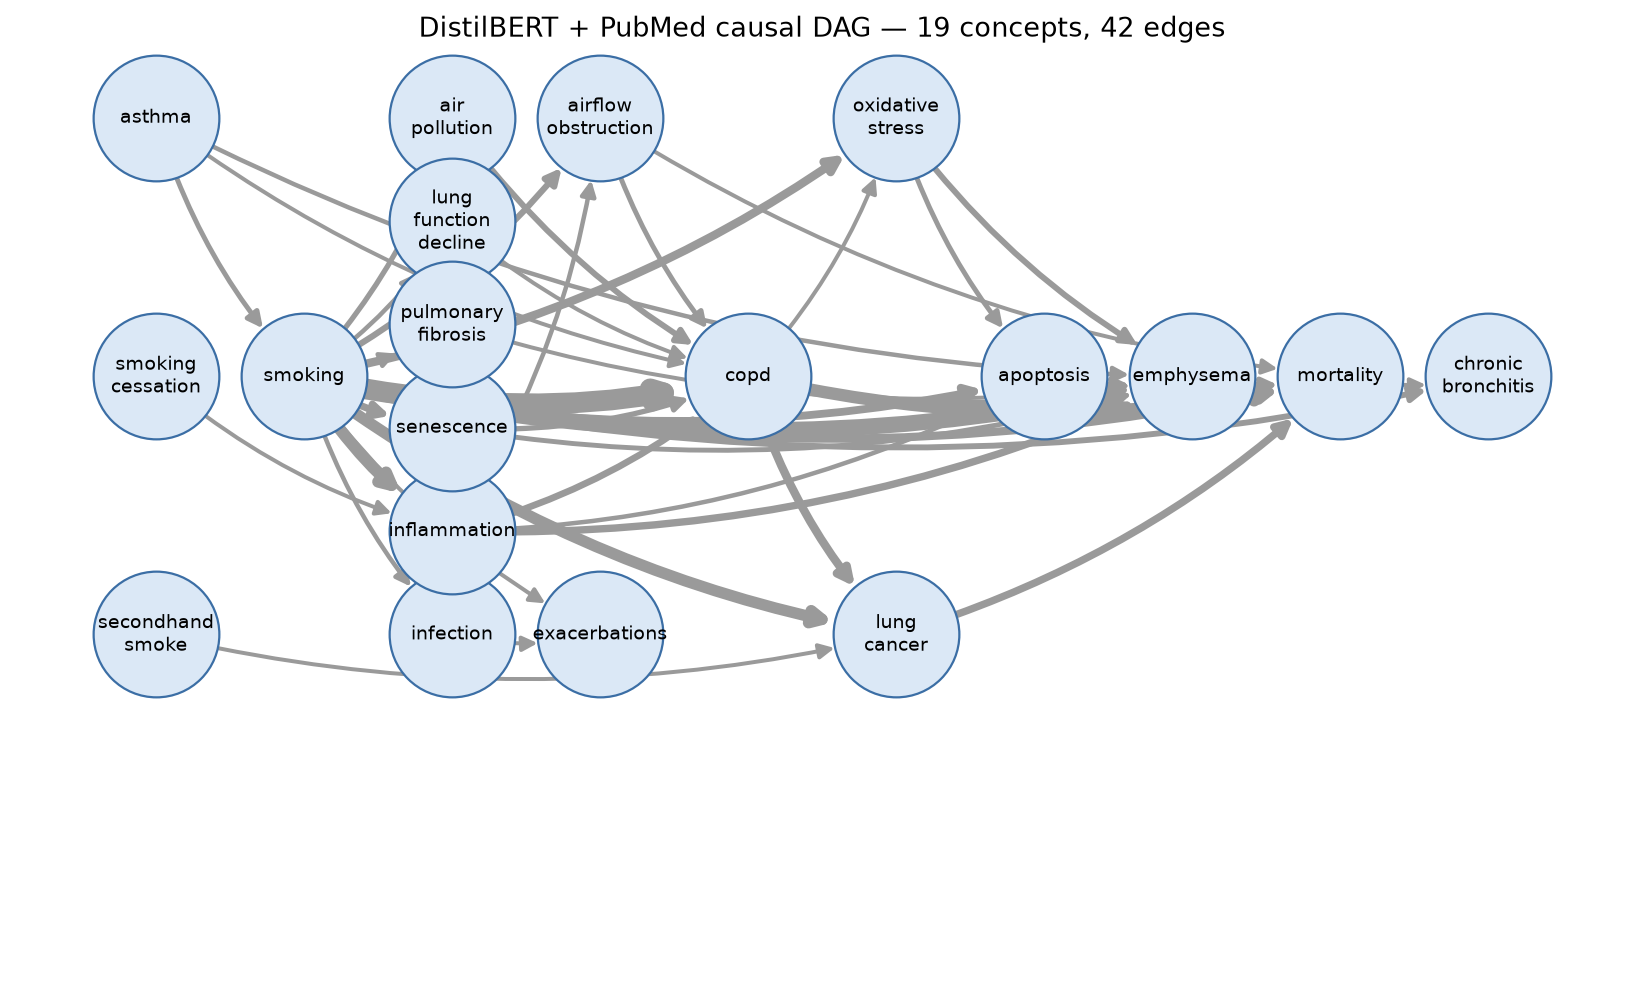 DistilBERT + PubMed causal DAG — 19 concepts, 42 edges
asthma
air
pollution
airflow
obstruction
oxidative
stress
lung
function
decline
pulmonary
fibrosis
smoking
cessation
smoking
copd
apoptosis
emphysema
mortality
chronic
bronchitis
senescence
inflammation
secondhand
smoke
infection
exacerbations
lung
cancer